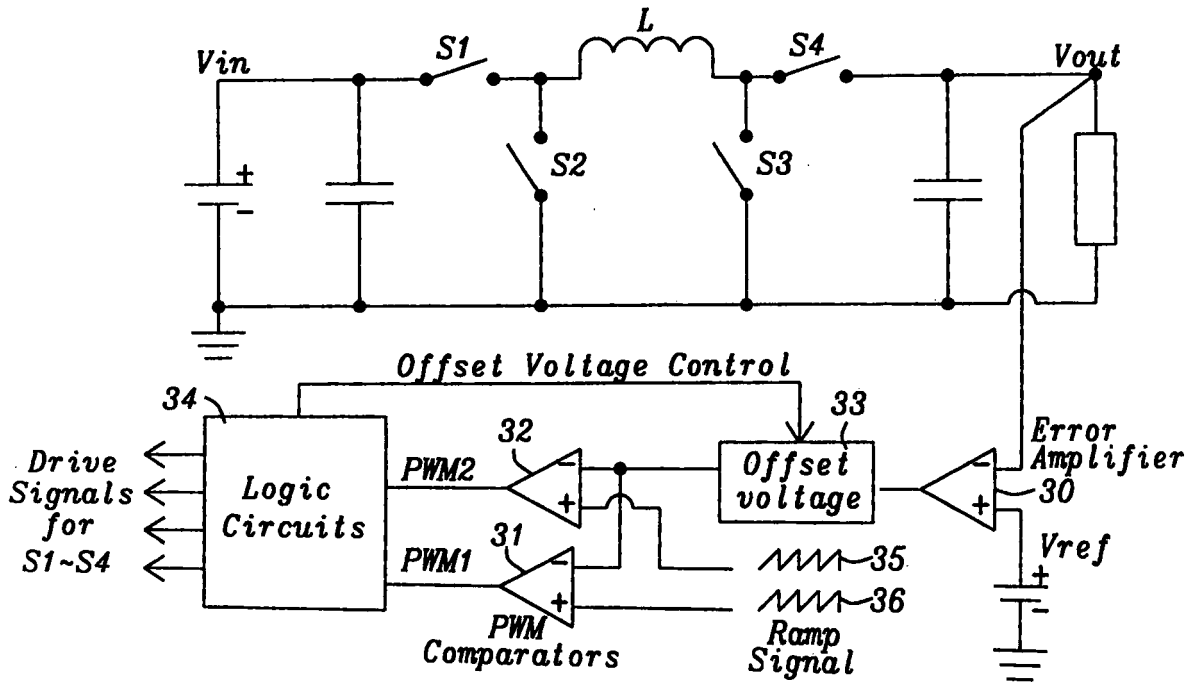 L
S1
S4
Vin
Vout
+
-
S2
S3
Offset Voltage Control
34
33
32
Error
Amplifier
Drive
Signals
for
S1~S4
Logic
Circuits
PWM2
-
+
Offset
voltage
-
+
30
31
PWM1
-
+
35
36
Vref
+
-
PWM
Comparators
Ramp
Signal